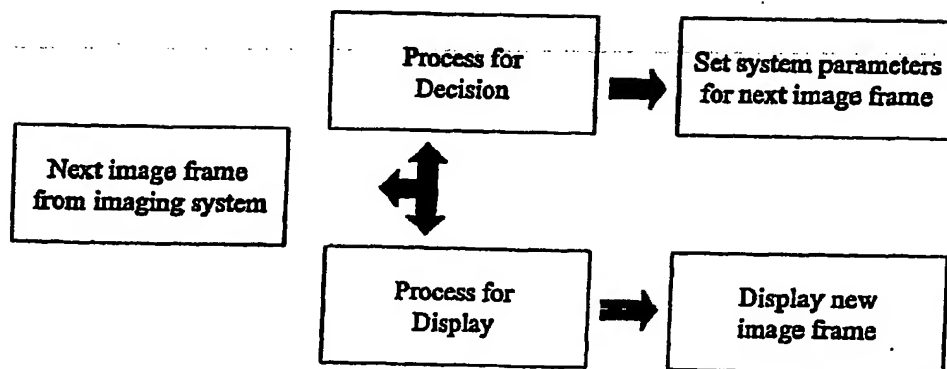 Process for
Decision
Set system parameters
for next image frame
Next image frame
from imaging system
Process for
Display
Display new
image frame